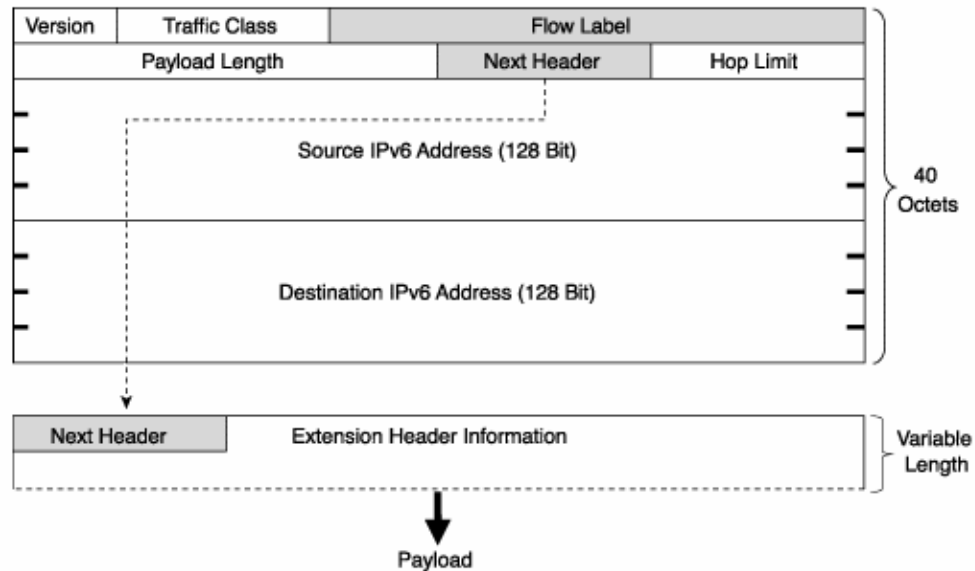 Version Traffic Class Flow Label
Payload Length Next Header Hop Limit
Source IPv6 Address (128 Bit)
40
Octets
Destination IPv6 Address (128 Bit)
Next Header Extension Header Information
Variable
Length
Payload